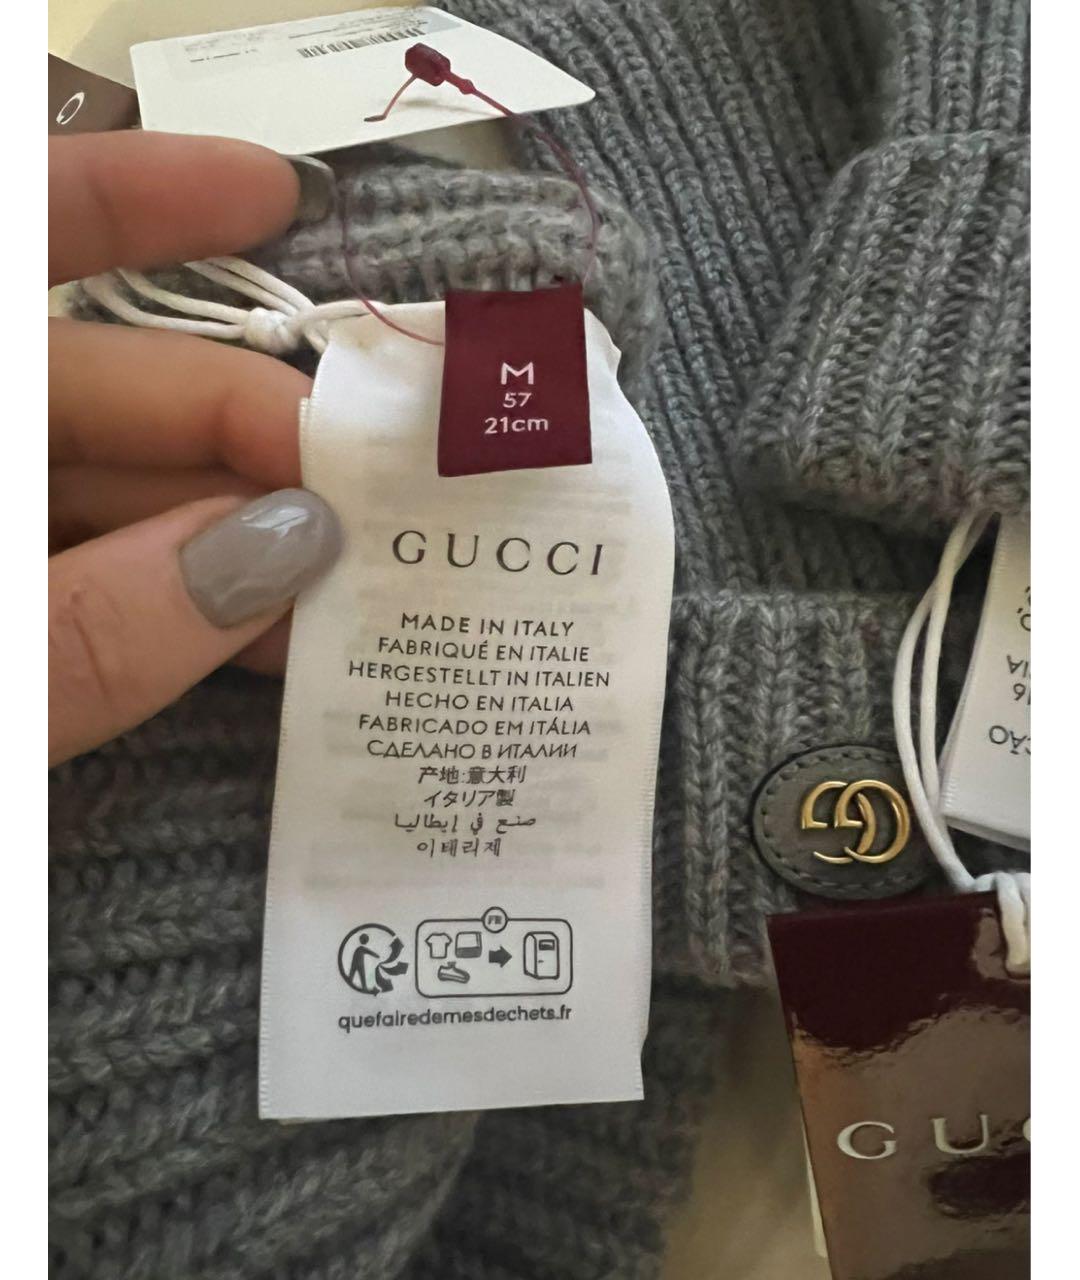 M
57
21cm
GUCCI
MADE IN ITALY
FABRIQUÉ EN ITALIE
HERGESTELLT IN ITALIEN
HECHO EN ITALIA
FABRICADO EM ITÁLIA
СДЕЛАНО В ИТАЛИИ
产地:意大利
イタリア製
صنع في إيطاليا
이태리제
FR
quefairedemesdechets.fr
GUC